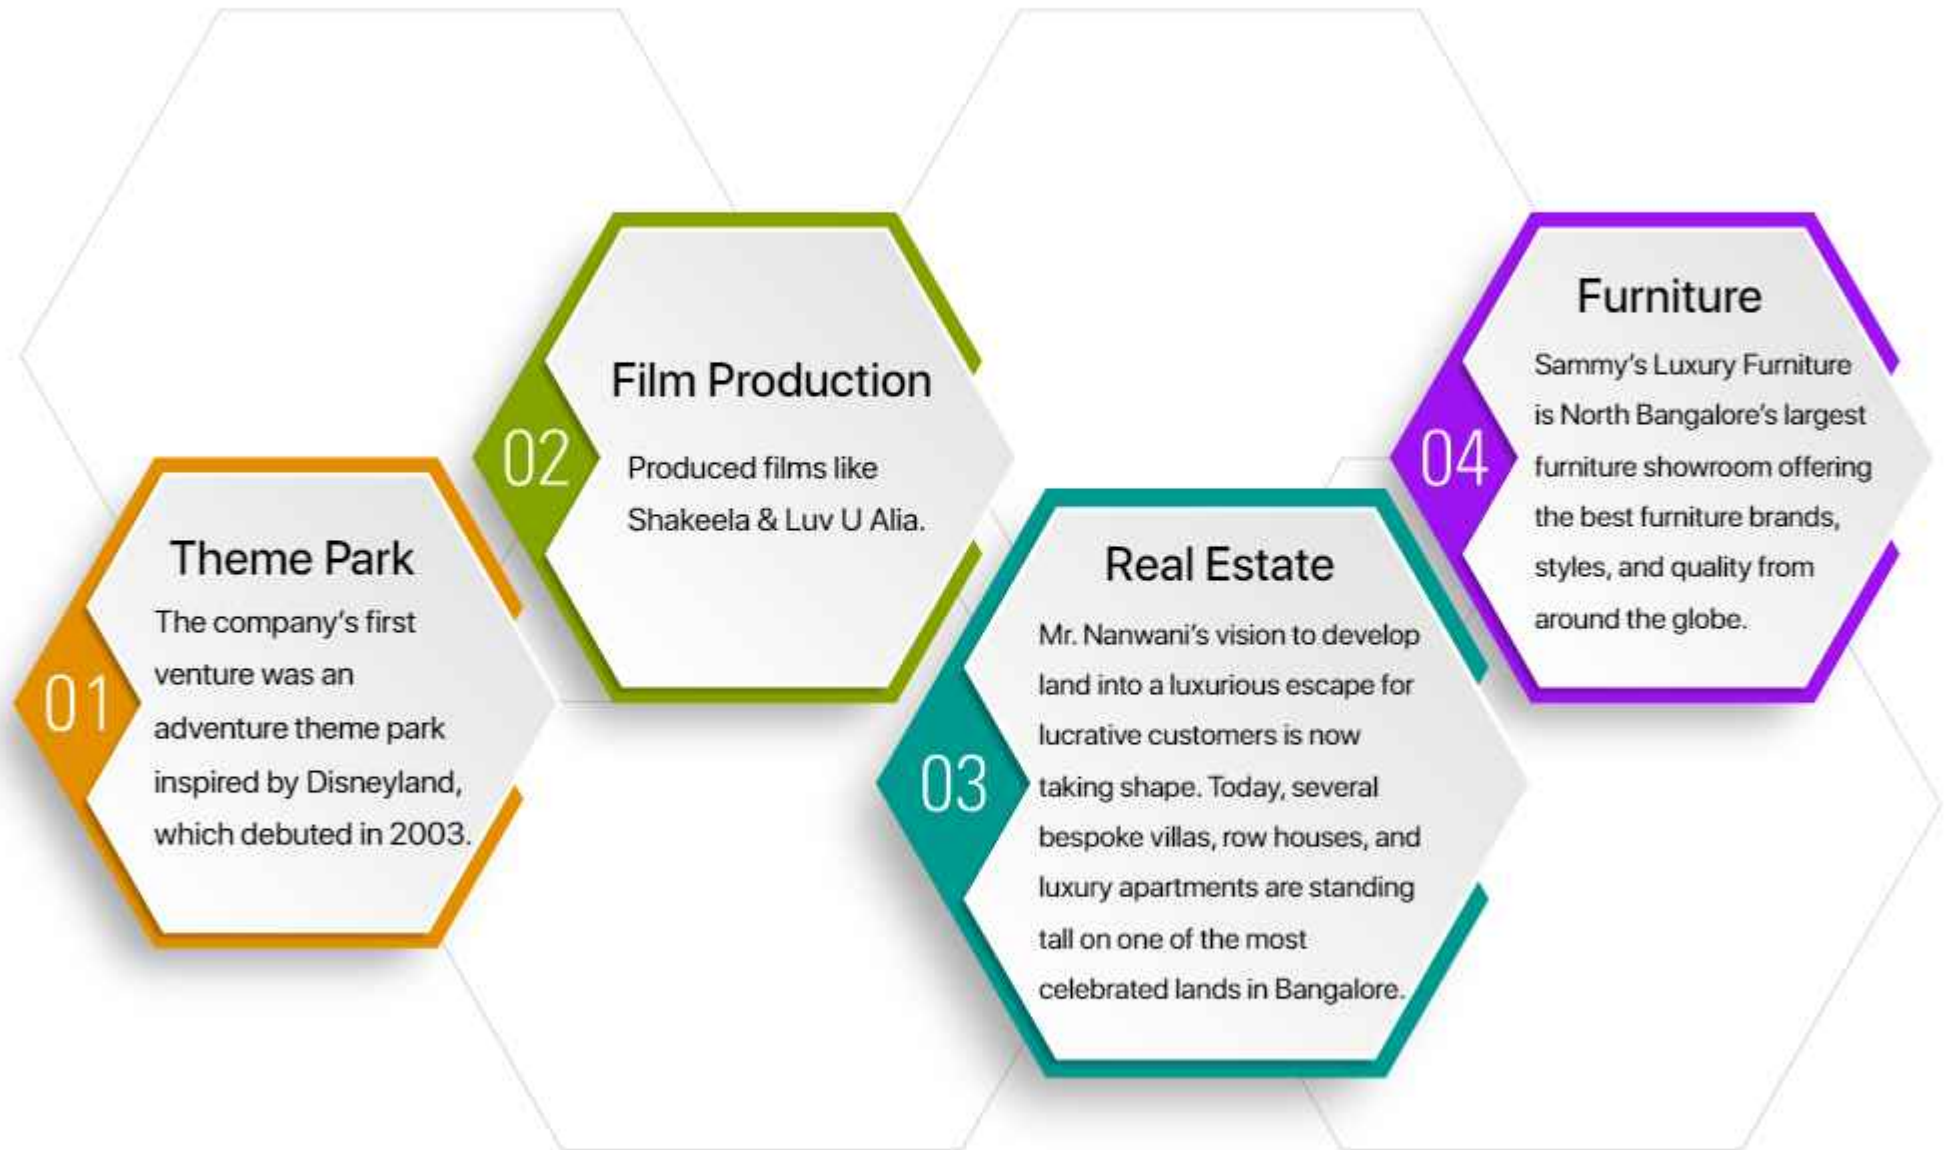 01
Theme Park
The company's first
venture was an
adventure theme park
inspired by Disneyland,
which debuted in 2003.
02
Film Production
Produced films like
Shakeela & Luv U Alia.
03
Real Estate
Mr. Nanwani's vision to develop
land into a luxurious escape for
lucrative customers is now
taking shape. Today, several
bespoke villas, row houses, and
luxury apartments are standing
tall on one of the most
celebrated lands in Bangalore.
04
Furniture
Sammy's Luxury Furniture
is North Bangalore's largest
furniture showroom offering
the best furniture brands,
styles, and quality from
around the globe.